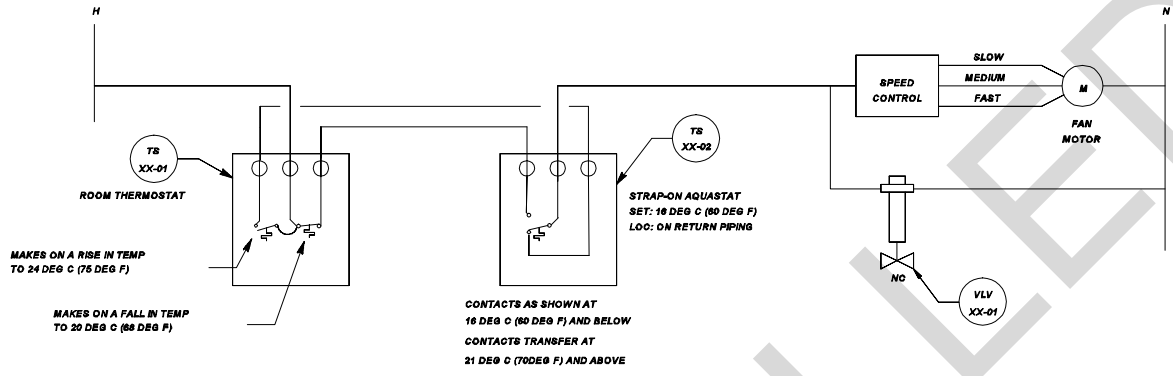 H
N
SLOW
MEDIUM
FAST
SPEED
CONTROL
M
FAN
MOTOR
TS
XX-01
ROOM THERMOSTAT
TS
XX-02
STRAP-ON AQUASTAT
SET: 16 DEG C (60 DEG F)
LOC: ON RETURN PIPING
MAKES ON A RISE IN TEMP
TO 24 DEG C (75 DEG F)
MAKES ON A FALL IN TEMP
TO 20 DEG C (68 DEG F)
CONTACTS AS SHOWN AT
16 DEG C (60 DEG F) AND BELOW
CONTACTS TRANSFER AT
21 DEG C (70DEG F) AND ABOVE
NC
VLV
XX-01